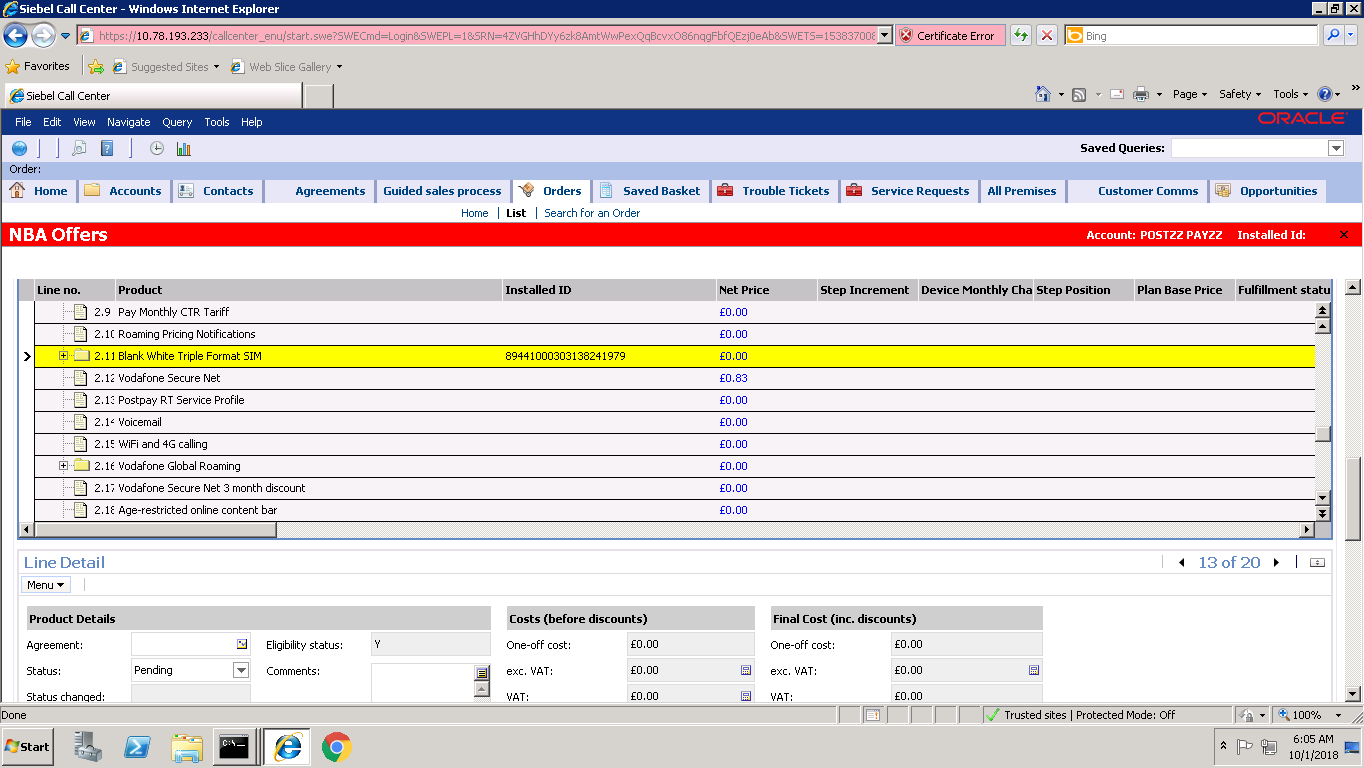 Siebel Call Center - Windows Internet Explorer
https://10.78.193.233/callcenter_enu/start.swe?SWECmd=Login&SWEPL=1&SRN=4ZVGHhDYy6zk8AmtWwPexQqBcvxO86nqgFbfQEzj0eAb&SWETS=153837008 Certificate Error Bing
Favorites Suggested Sites Web Slice Gallery
Siebel Call Center Page Safety Tools
File Edit View Navigate Query Tools Help ORACLE
Saved Queries:
Order:
Home Accounts Contacts Agreements Guided sales process Orders Saved Basket Trouble Tickets Service Requests All Premises Customer Comms Opportunities
Home List Search for an Order
NBA Offers Account: POSTZZ PAYZZ Installed Id:
Line no. Product Installed ID Net Price Step Increment Device Monthly Cha Step Position Plan Base Price Fulfillment statu
2.9 Pay Monthly CTR Tariff £0.00
2.10 Roaming Pricing Notifications £0.00
2.11 Blank White Triple Format SIM 89441000303138241979 £0.00
2.12 Vodafone Secure Net £0.83
2.13 Postpay RT Service Profile £0.00
2.14 Voicemail £0.00
2.15 WiFi and 4G calling £0.00
2.16 Vodafone Global Roaming £0.00
2.17 Vodafone Secure Net 3 month discount £0.00
2.18 Age-restricted online content bar £0.00
Line Detail 13 of 20
Menu
Product Details Costs (before discounts) Final Cost (inc. discounts)
Agreement: Eligibility status: Y One-off cost: £0.00 One-off cost: £0.00
Status: Pending Comments: exc. VAT: £0.00 exc. VAT: £0.00
Status changed: VAT: £0.00 VAT: £0.00
Done Trusted sites | Protected Mode: Off 100%
Start 6:05 AM
10/1/2018